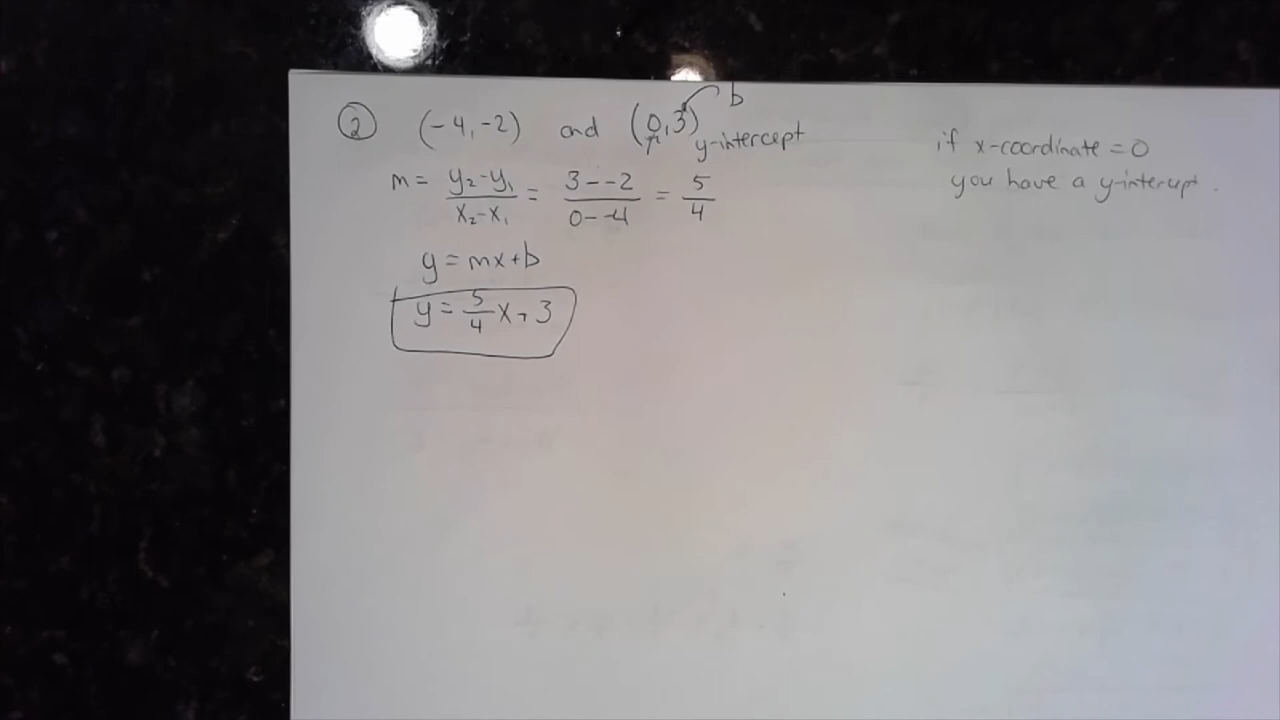 ② (-4, -2) and (0, 3) b
y-intercept
if x-coordinate = 0
you have a y-intercept.
m = y₂-y₁/x₂-x₁ = 3--2/0--4 = 5/4
y = mx+b
y = 5/4 x + 3